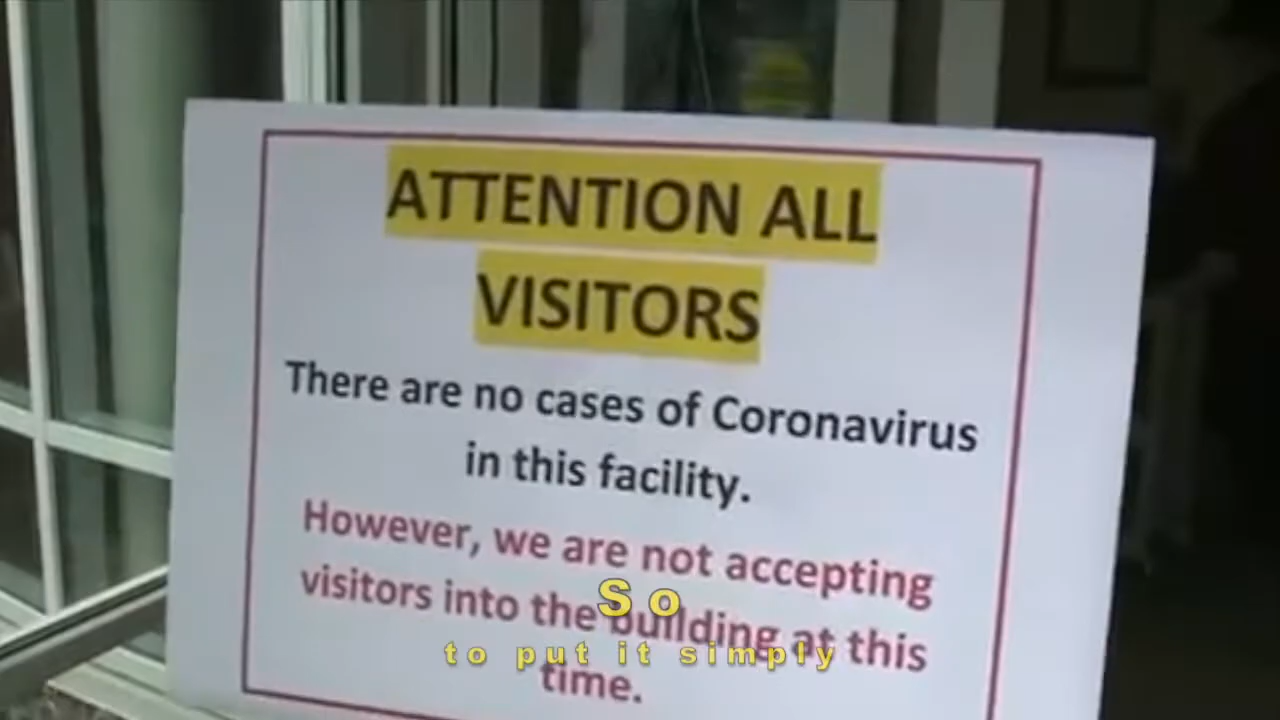 ATTENTION ALL
VISITORS
There are no cases of Coronavirus
in this facility.
However, we are not accepting
visitors into the building at this
time.
So
to put it simply